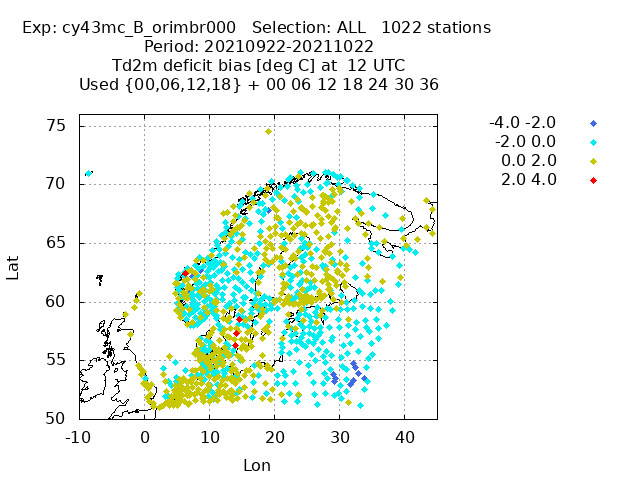 Exp: cy43mc_B_orimbr000   Selection: ALL   1022 stations
Period: 20210922-20211022
Td2m deficit bias [deg C] at  12 UTC
Used {00,06,12,18} + 00 06 12 18 24 30 36
-4.0 -2.0
-2.0 0.0
0.0 2.0
2.0 4.0
75
70
65
60
55
50
Lat
-10 0 10 20 30 40
Lon